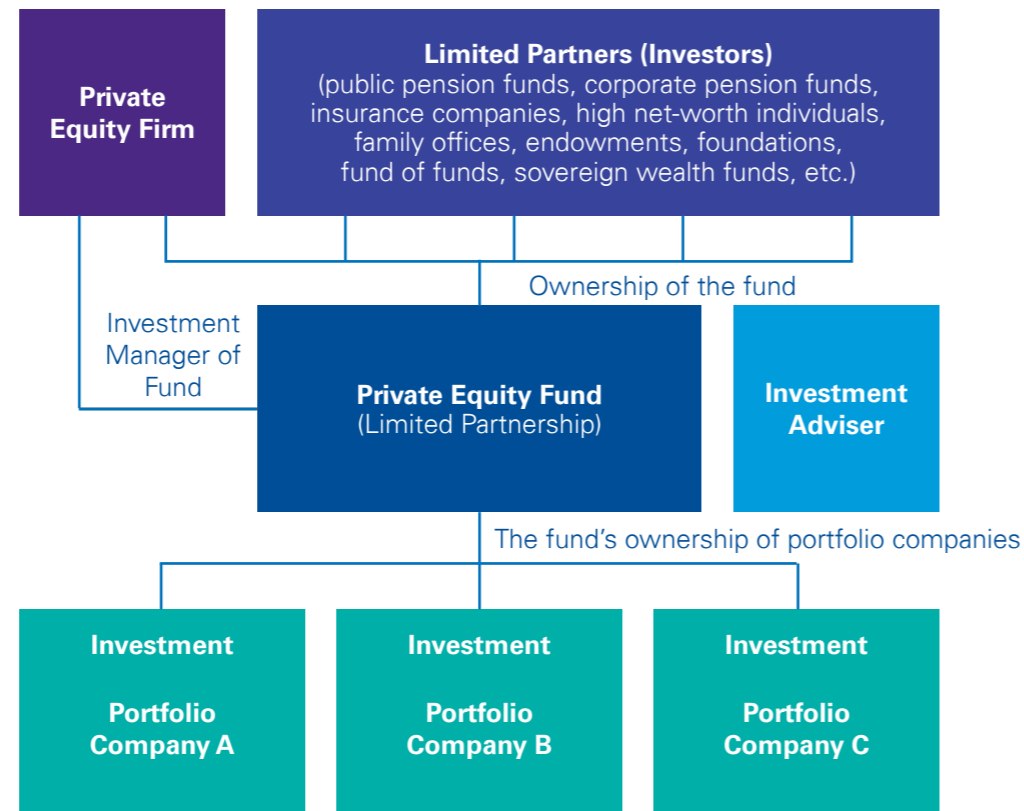 Private
Equity Firm
Limited Partners (Investors)
(public pension funds, corporate pension funds,
insurance companies, high net-worth individuals,
family offices, endowments, foundations,
fund of funds, sovereign wealth funds, etc.)
Ownership of the fund
Investment
Manager of
Fund
Private Equity Fund
(Limited Partnership)
Investment
Adviser
The fund’s ownership of portfolio companies
Investment
Portfolio
Company A
Investment
Portfolio
Company B
Investment
Portfolio
Company C